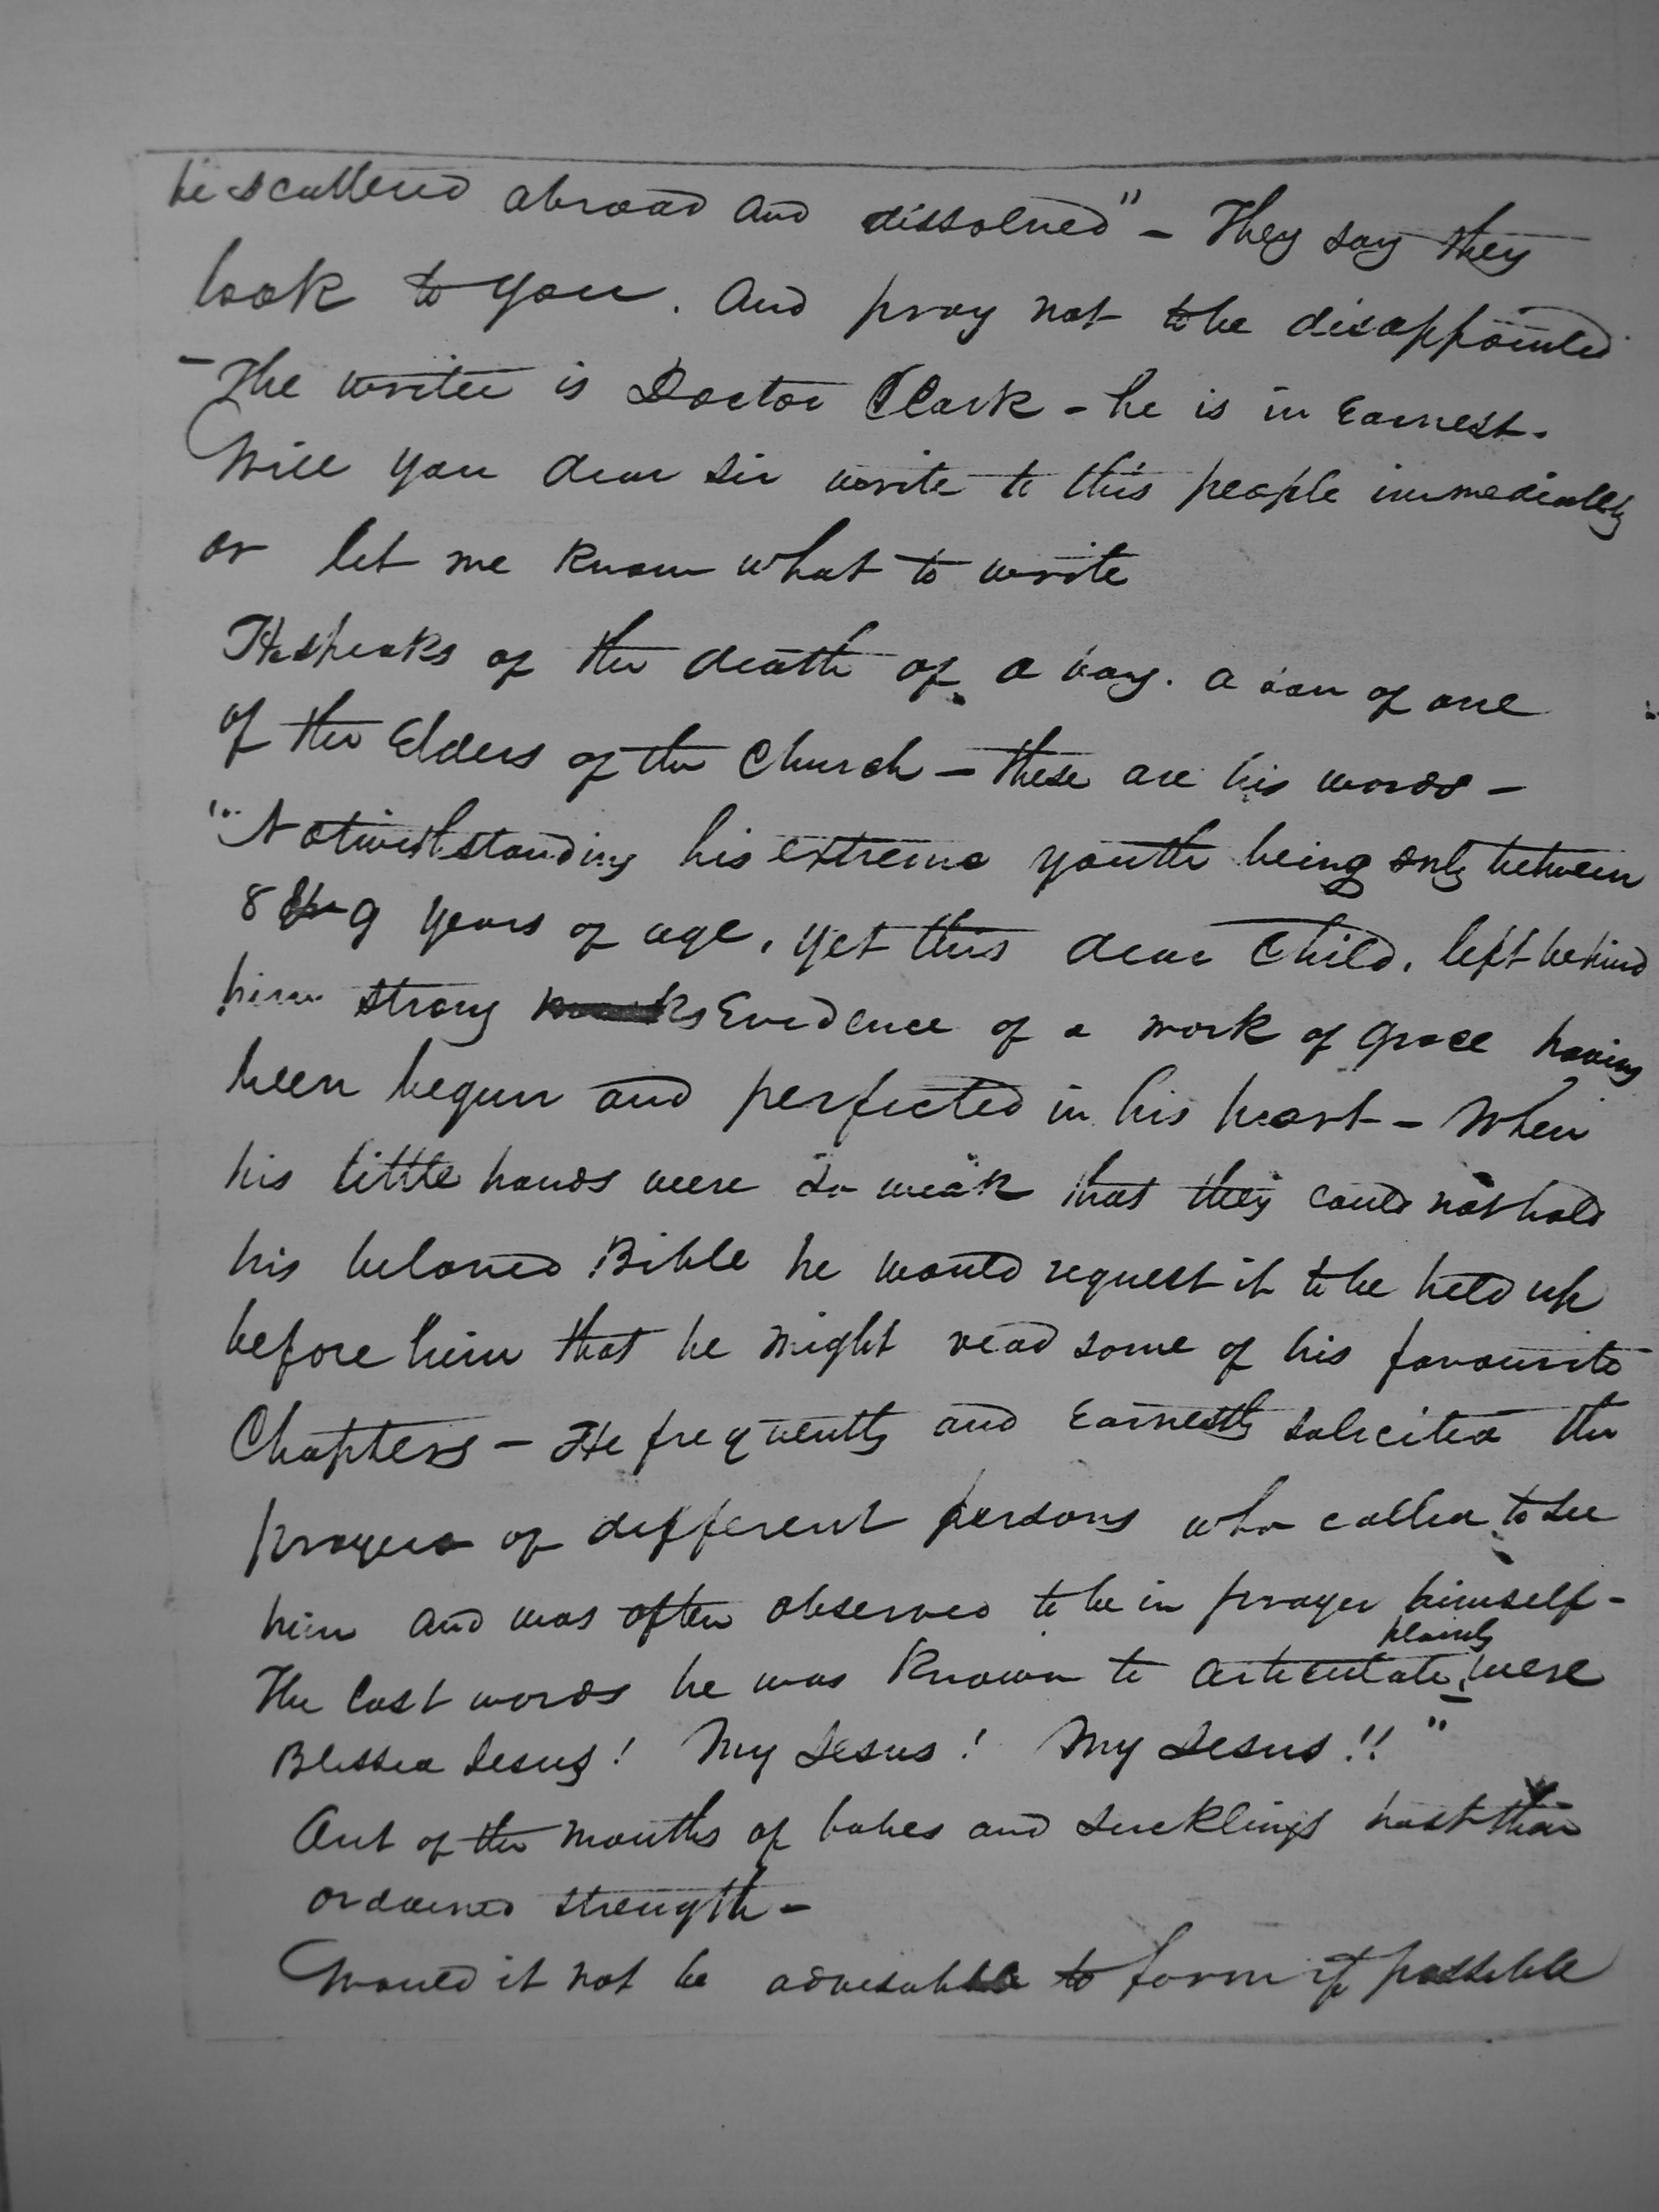 be scattered abroad and dissolved" – They say they
look to you. And pray not to be disappointed
– The writer is Doctor Clark – he is in Earnest.
Will you dear sir write to this people immediately
or let me know what to write
He speaks of the death of a boy. a son of one
of the Elders of the Church – these are his words –
"Notwithstanding his extreme youth being only between
8 & 9 years of age, yet this dear child, left behind
him strong Evidence of a work of grace having
been begun and perfected in his heart – When
his little hands were so weak that they could not hold
his beloved Bible he would request it to be held up
before him that he might read some of his favourite
Chapters – He frequently and Earnestly solicited the
prayers of different persons who called to see
him and was often observed to be in prayer himself –
plainly
The last words he was known to articulate were
Blessed Jesus! My Jesus! My Jesus!!"
Out of the mouths of babes and sucklings hast thou
ordained strength –
Would it not be advisable to form if possible